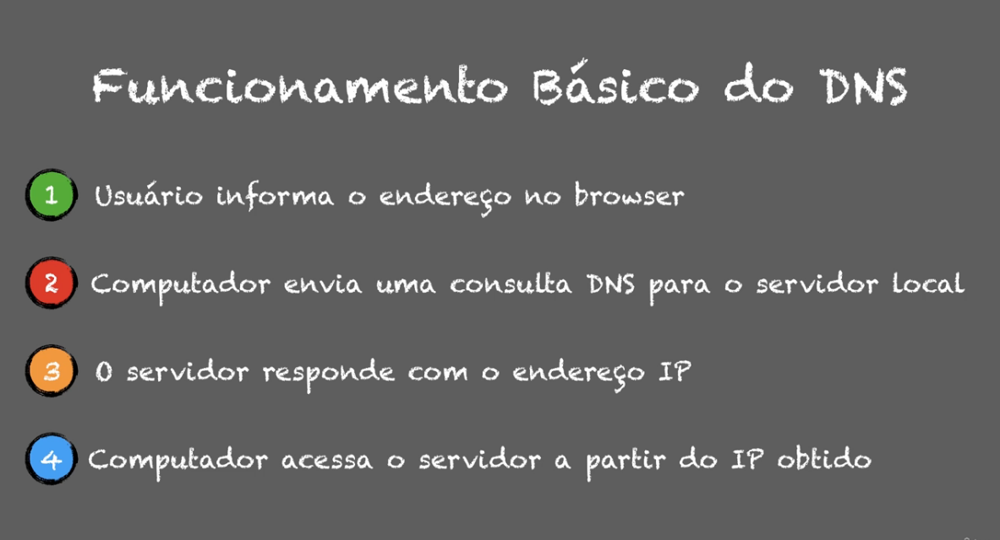 Funcionamento Básico do DNS
1 Usuário informa o endereço no browser
2 Computador envia uma consulta DNS para o servidor local
3 O servidor responde com o endereço IP
4 Computador acessa o servidor a partir do IP obtido